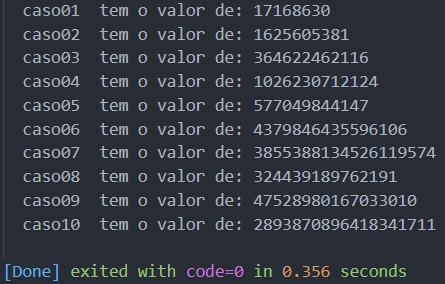 caso01  tem o valor de: 17168630
caso02  tem o valor de: 1625605381
caso03  tem o valor de: 364622462116
caso04  tem o valor de: 1026230712124
caso05  tem o valor de: 577049844147
caso06  tem o valor de: 4379846435596106
caso07  tem o valor de: 3855388134526119574
caso08  tem o valor de: 324439189762191
caso09  tem o valor de: 47528980167033010
caso10  tem o valor de: 2893870896418341711
[Done] exited with code=0 in 0.356 seconds